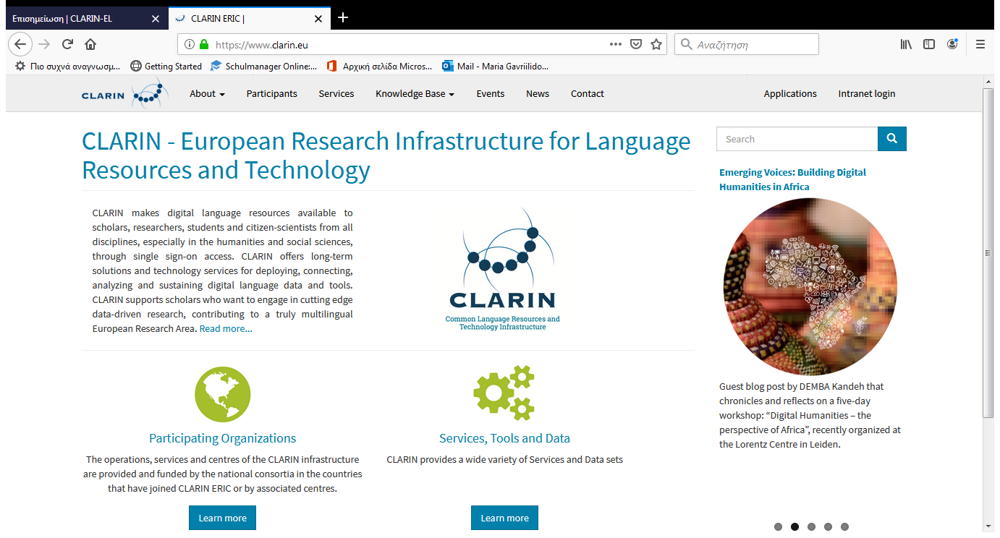 Επισημείωση | CLARIN-EL
CLARIN ERIC |
https://www.clarin.eu
Αναζήτηση
Πιο συχνά αναγνωσμ...
Getting Started
Schulmanager Online:...
Αρχική σελίδα Micros...
Mail - Maria Gavriilido...
CLARIN
About
Participants
Services
Knowledge Base
Events
News
Contact
Applications
Intranet login
CLARIN - European Research Infrastructure for Language
Resources and Technology
CLARIN makes digital language resources available to
scholars, researchers, students and citizen-scientists from all
disciplines, especially in the humanities and social sciences,
through single sign-on access. CLARIN offers long-term
solutions and technology services for deploying, connecting,
analyzing and sustaining digital language data and tools.
CLARIN supports scholars who want to engage in cutting edge
data-driven research, contributing to a truly multilingual
European Research Area. Read more...
CLARIN
Common Language Resources and
Technology Infrastructure
Participating Organizations
The operations, services and centres of the CLARIN infrastructure
are provided and funded by the national consortia in the countries
that have joined CLARIN ERIC or by associated centres.
Learn more
Services, Tools and Data
CLARIN provides a wide variety of Services and Data sets
Learn more
Search
Emerging Voices: Building Digital
Humanities in Africa
Guest blog post by DEMBA Kandeh that
chronicles and reflects on a five-day
workshop: “Digital Humanities – the
perspective of Africa”, recently organized at
the Lorentz Centre in Leiden.